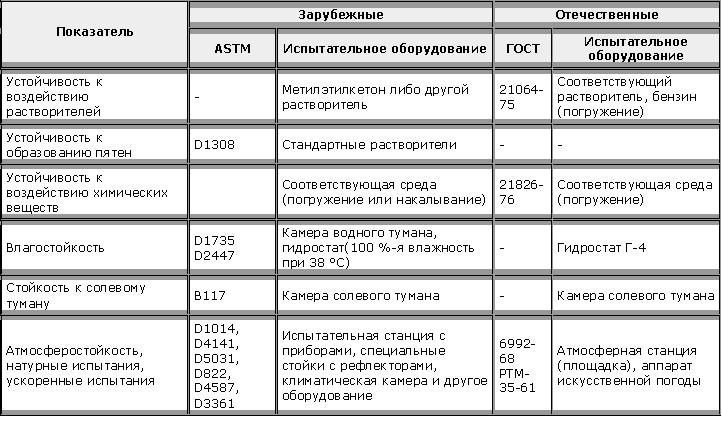 Показатель
Зарубежные
Отечественные
ASTM
Испытательное оборудование
ГОСТ
Испытательное
оборудование
Устойчивость к
воздействию
растворителей
-
Метилэтилкетон либо другой
растворитель
21064-
75
Соответствующий
растворитель, бензин
(погружение)
Устойчивость к
образованию пятен
D1308
Стандартные растворители
-
-
Устойчивость к
воздействию химических
веществ
Соответствующая среда
(погружение или накалывание)
21826-
76
Соответствующая среда
(погружение)
Влагостойкость
D1735
D2447
Камера водного тумана,
гидростат(100 %-я влажность
при 38 °С)
-
Гидростат Г-4
Стойкость к солевому
туману
B117
Камера солевого тумана
-
Камера солевого тумана
Атмосферостойкость,
натурные испытания,
ускоренные испытания
D1014,
D4141,
D5031,
D822,
D4587,
D3361
Испытательная станция с
приборами, специальные
стойки с рефлекторами,
климатическая камера и другое
оборудование
6992-
68
РТМ-
35-61
Атмосферная станция
(площадка), аппарат
искусственной погоды